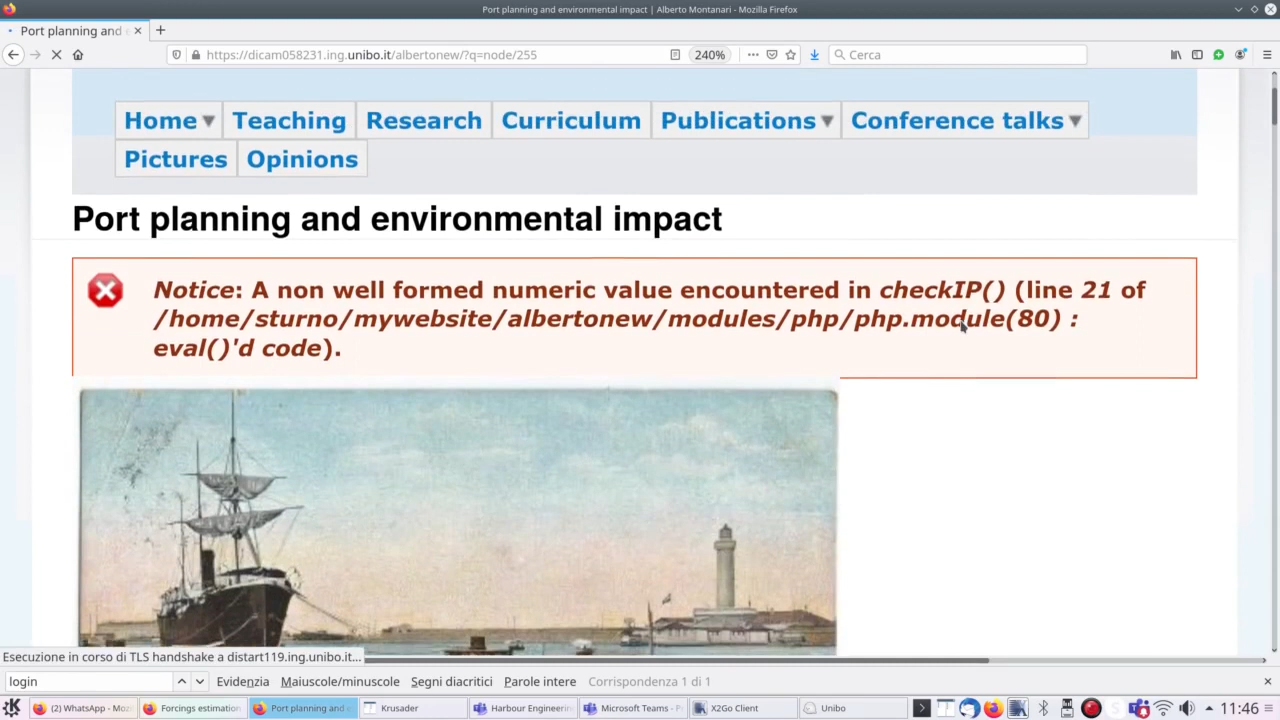 Port planning and environmental impact | Alberto Montanari - Mozilla Firefox
Port planning and e
https://dicam058231.ing.unibo.it/albertonew/?q=node/255
240%
Cerca
Home
Teaching
Research
Curriculum
Publications
Conference talks
Pictures
Opinions
Port planning and environmental impact
Notice: A non well formed numeric value encountered in checkIP() (line 21 of
/home/sturno/mywebsite/albertonew/modules/php/php.module(80) :
eval()'d code).
Esecuzione in corso di TLS handshake a distart119.ing.unibo.it...
login
Evidenzia
Maiuscole/minuscole
Segni diacritici
Parole intere
Corrispondenza 1 di 1
(2) WhatsApp - Moz
Forcings estimation
Port planning and e
Krusader
Harbour Engineerin
Microsoft Teams - P
X2Go Client
Unibo
11:46